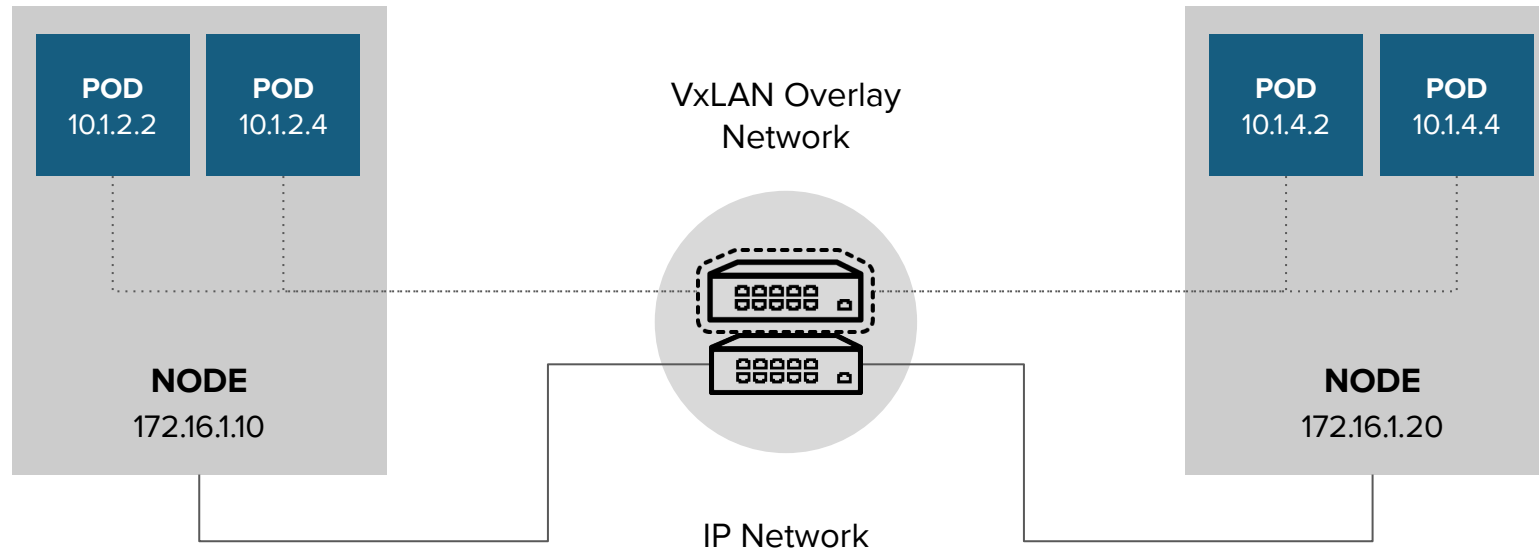 POD
10.1.2.2
POD
10.1.2.4
VxLAN Overlay
Network
POD
10.1.4.2
POD
10.1.4.4
NODE
172.16.1.10
NODE
172.16.1.20
IP Network